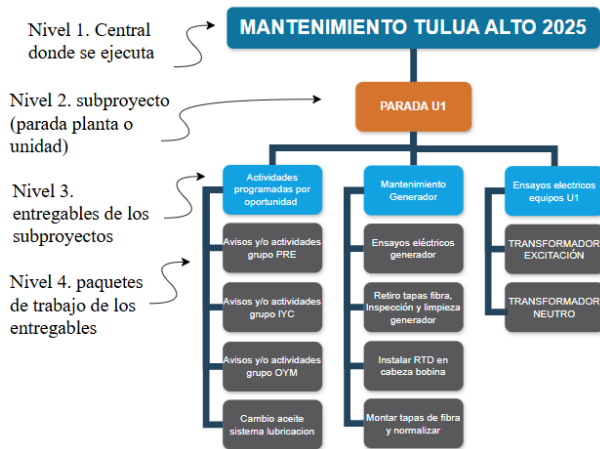 Nivel 1. Central
donde se ejecuta
MANTENIMIENTO TULUA ALTO 2025
Nivel 2. subproyecto
(parada planta o
unidad)
PARADA U1
Nivel 3.
entregables de los
subproyectos
Actividades
programadas por
oportunidad
Mantenimiento
Generador
Ensayos electricos
equipos U1
Nivel 4. paquetes
de trabajo de los
entregables
Avisos y/o actividades
grupo PRE
Ensayos eléctricos
generador
TRANSFORMADOR
EXCITACIÓN
Avisos y/o actividades
grupo IYC
Retiro tapas fibra,
Inspección y limpieza
generador
TRANSFORMADOR
NEUTRO
Avisos y/o actividades
grupo OYM
Instalar RTD en
cabeza bobina
Cambio aceite
sistema lubricacion
Montar tapas de fibra
y normalizar